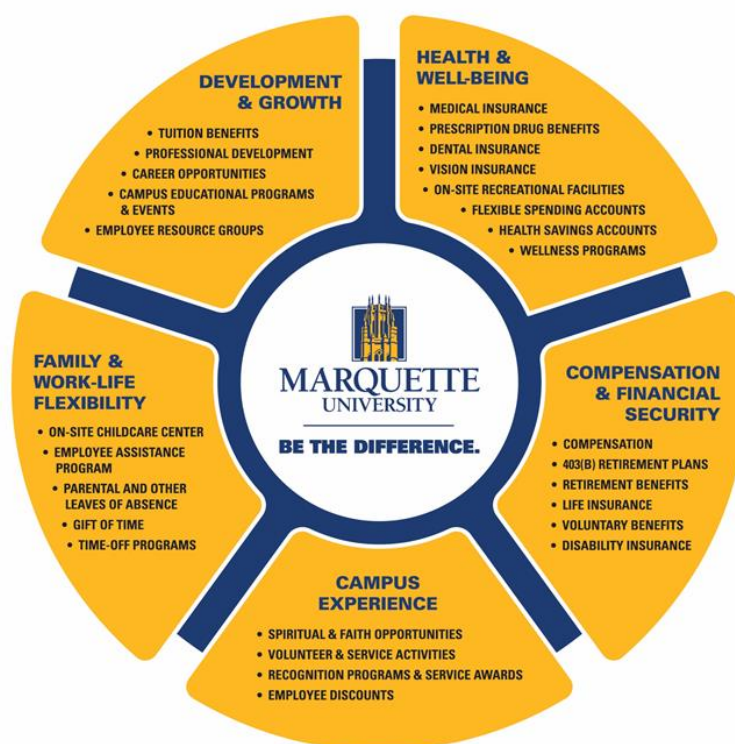 DEVELOPMENT
& GROWTH
• TUITION BENEFITS
• PROFESSIONAL DEVELOPMENT
• CAREER OPPORTUNITIES
• CAMPUS EDUCATIONAL PROGRAMS
& EVENTS
• EMPLOYEE RESOURCE GROUPS
HEALTH &
WELL-BEING
• MEDICAL INSURANCE
• PRESCRIPTION DRUG BENEFITS
• DENTAL INSURANCE
• VISION INSURANCE
• ON-SITE RECREATIONAL FACILITIES
• FLEXIBLE SPENDING ACCOUNTS
• HEALTH SAVINGS ACCOUNTS
• WELLNESS PROGRAMS
FAMILY &
WORK-LIFE
FLEXIBILITY
• ON-SITE CHILDCARE CENTER
• EMPLOYEE ASSISTANCE
PROGRAM
• PARENTAL AND OTHER
LEAVES OF ABSENCE
• GIFT OF TIME
• TIME-OFF PROGRAMS
MARQUETTE
UNIVERSITY
BE THE DIFFERENCE.
COMPENSATION
& FINANCIAL
SECURITY
• COMPENSATION
• 403(B) RETIREMENT PLANS
• RETIREMENT BENEFITS
• LIFE INSURANCE
• VOLUNTARY BENEFITS
• DISABILITY INSURANCE
CAMPUS
EXPERIENCE
• SPIRITUAL & FAITH OPPORTUNITIES
• VOLUNTEER & SERVICE ACTIVITIES
• RECOGNITION PROGRAMS & SERVICE AWARDS
• EMPLOYEE DISCOUNTS